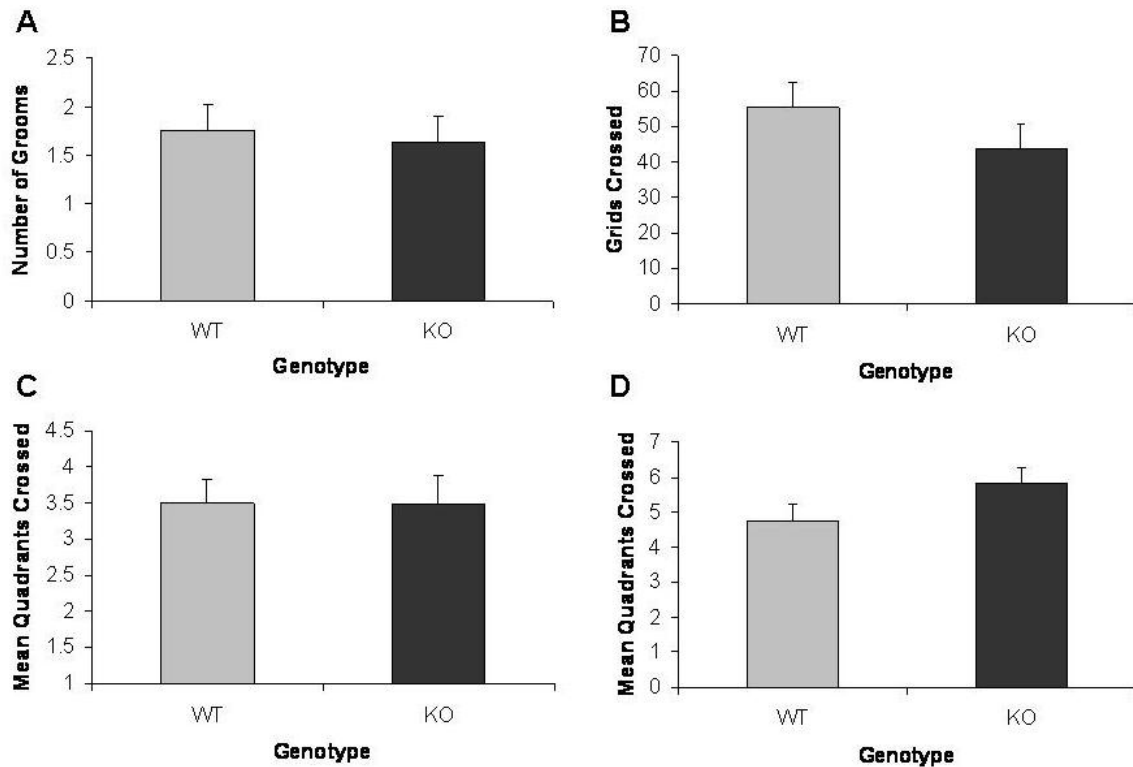 A
Number of Grooms
2.5
2
1.5
1
0.5
0
WT
KO
Genotype
B
Grids Crossed
70
60
50
40
30
20
10
0
WT
KO
Genotype
C
Mean Quadrants Crossed
4.5
4
3.5
3
2.5
2
1.5
1
WT
KO
Genotype
D
Mean Quadrants Crossed
7
6
5
4
3
2
1
0
WT
KO
Genotype